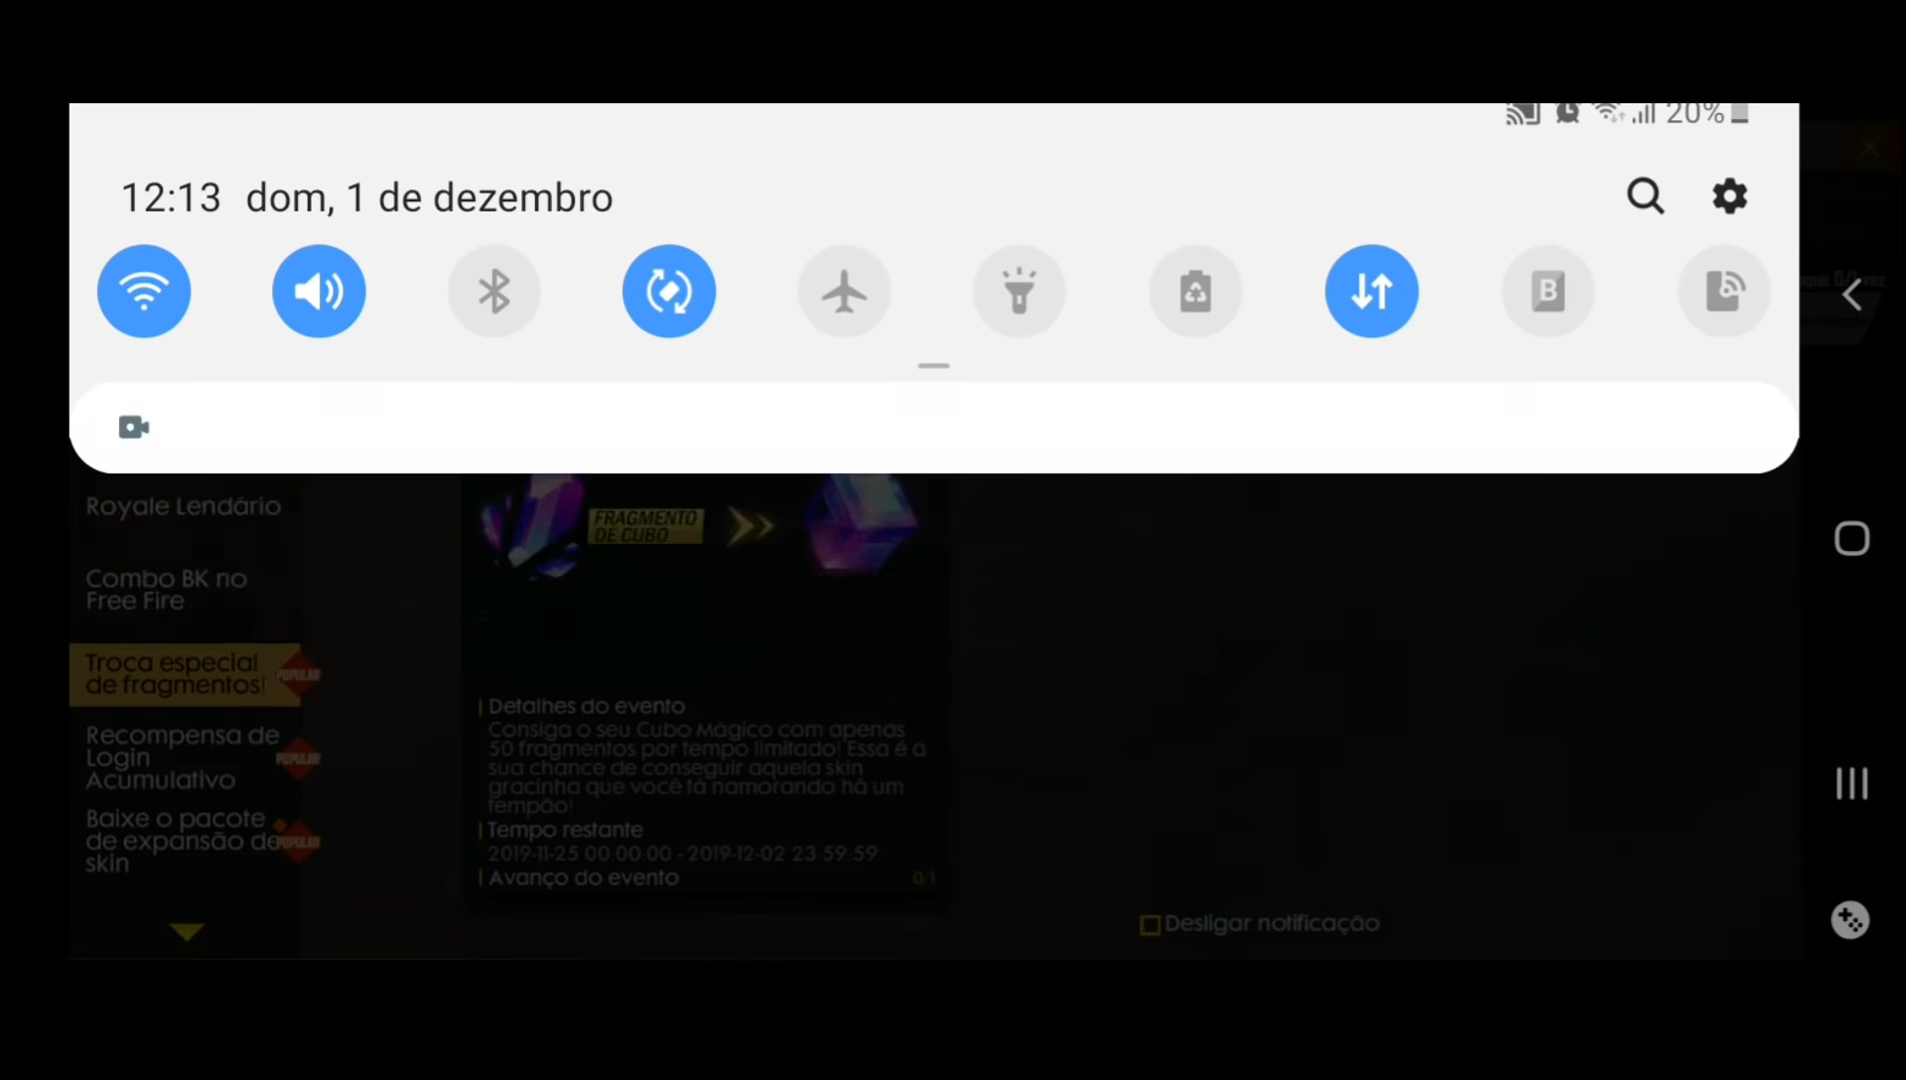 20%
12:13 dom, 1 de dezembro
B
Royale Lendário
Combo BK no
Free Fire
Troca especial
de fragmentos!
POPULAR
Recompensa de
Login
Acumulativo
POPULAR
Baixe o pacote
de expansão de
skin
POPULAR
FRAGMENTO
DE CUBO
Detalhes do evento
Consiga o seu Cubo Mágico com apenas
50 fragmentos por tempo limitado! Essa é a
sua chance de conseguir aquela skin
gracinha que você tá namorando há um
tempão!
Tempo restante
2019-11-25 00:00:00 - 2019-12-02 23:59:59
Avanço do evento 0/1
Desligar notificação